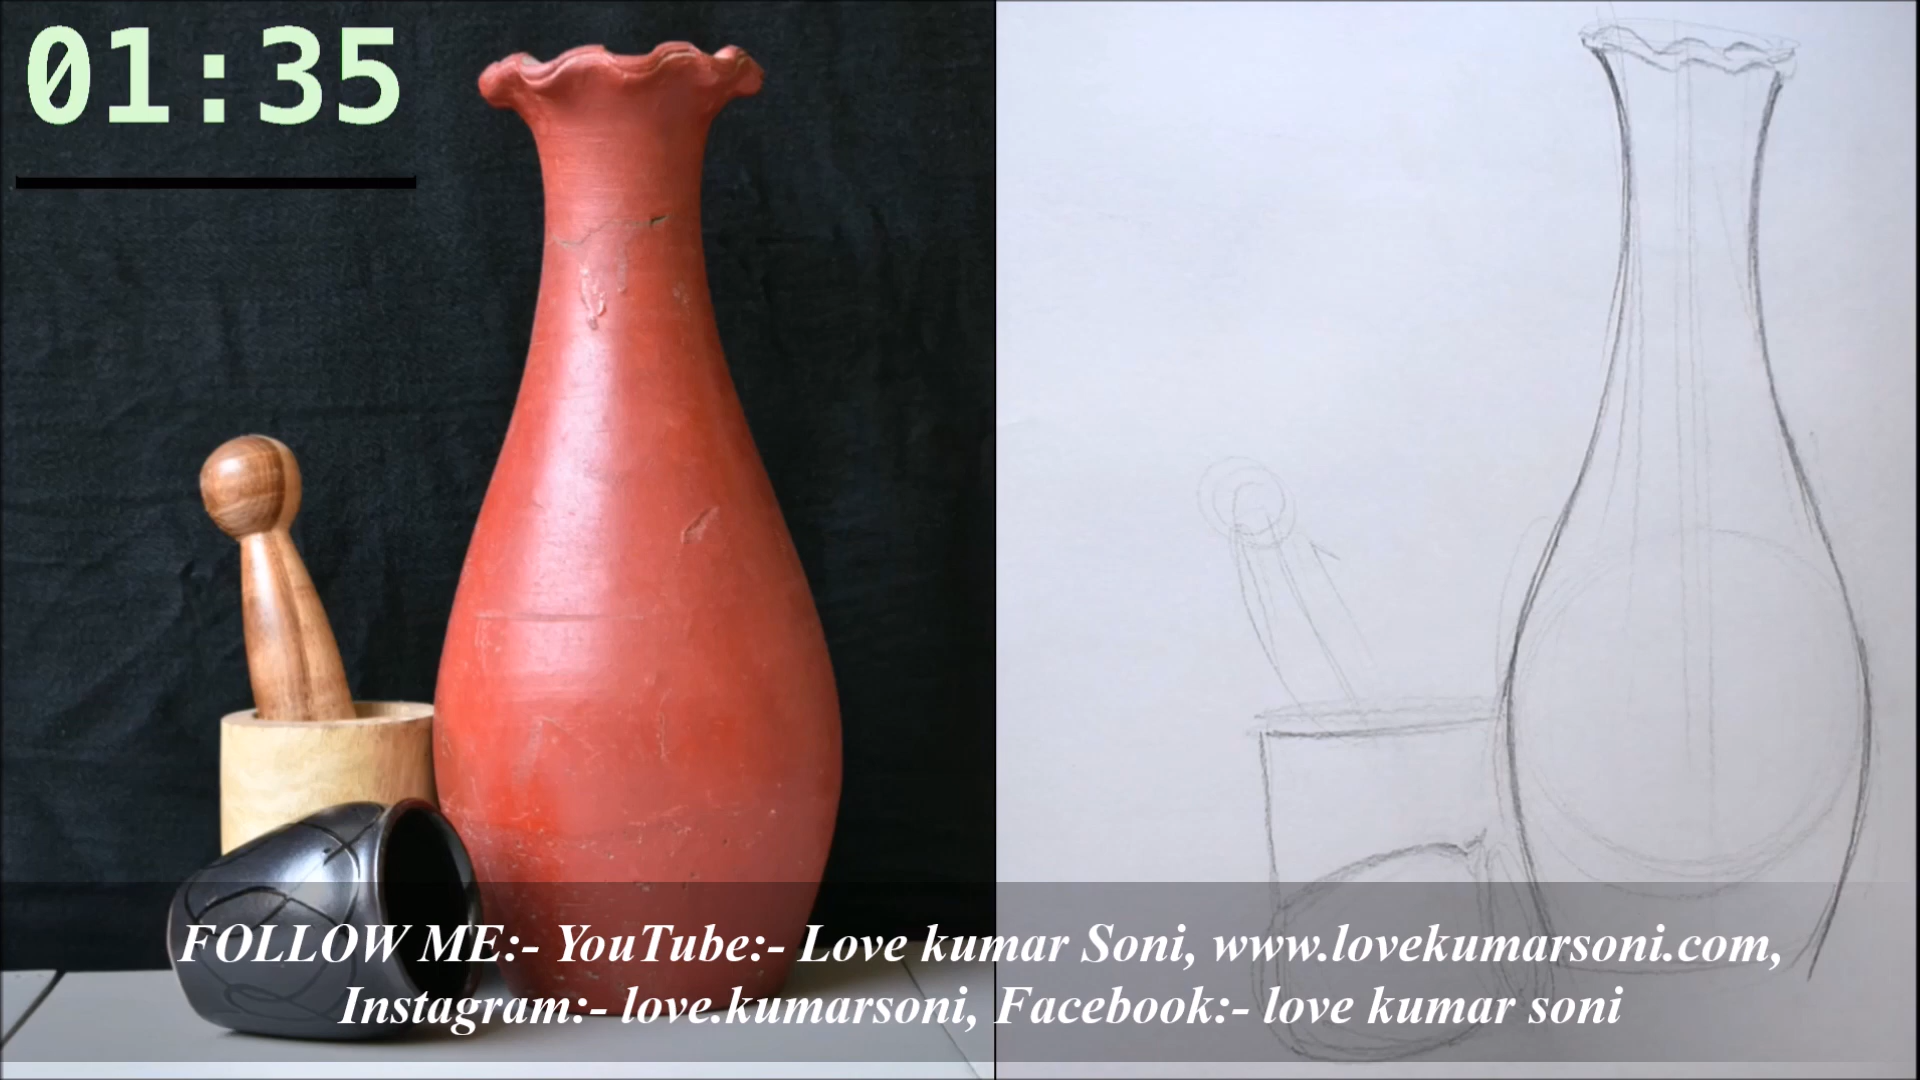 01:35
FOLLOW ME:- YouTube:- Love kumar Soni, www.lovekumarsoni.com,
Instagram:- love.kumarsoni, Facebook:- love kumar soni